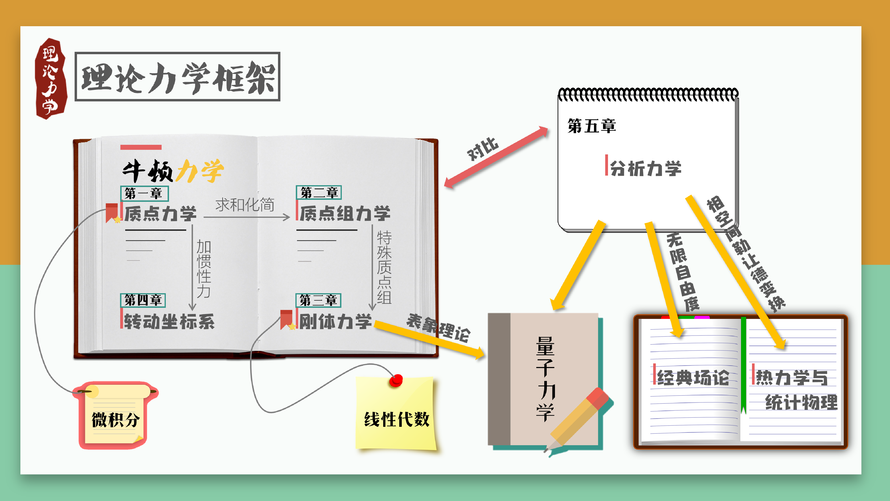 理论力学
理论力学框架
牛顿力学
第一章
质点力学
求和化简
第二章
质点组力学
加惯性力
特殊质点组
第四章
转动坐标系
第三章
刚体力学
对比
第五章
分析力学
表象理论
无限自由度
相空间勒让德变换
微积分
线性代数
量子力学
经典场论
热力学与
统计物理